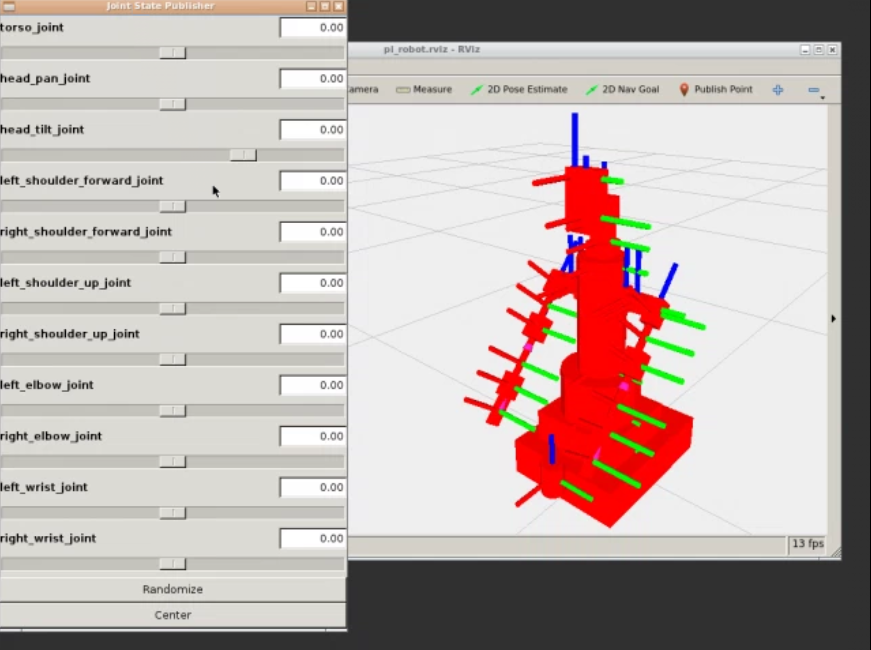 Joint State Publisher
torso_joint 0.00
head_pan_joint 0.00
head_tilt_joint 0.00
left_shoulder_forward_joint 0.00
right_shoulder_forward_joint 0.00
left_shoulder_up_joint 0.00
right_shoulder_up_joint 0.00
left_elbow_joint 0.00
right_elbow_joint 0.00
left_wrist_joint 0.00
right_wrist_joint 0.00
Randomize
Center
pi_robot.rviz - RViz
amera Measure 2D Pose Estimate 2D Nav Goal Publish Point
13 fps